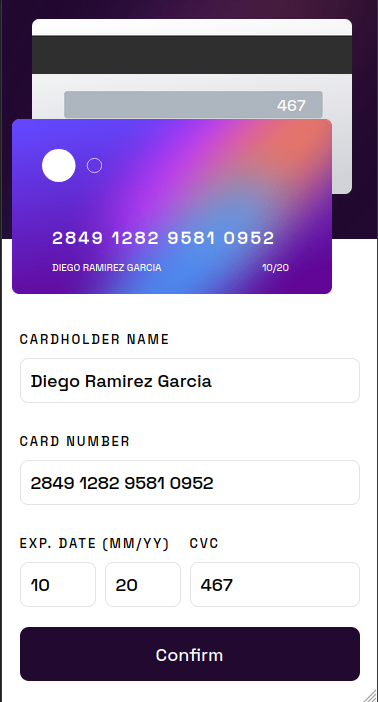 467
2849 1282 9581 0952
DIEGO RAMIREZ GARCIA 10/20
CARDHOLDER NAME
Diego Ramirez Garcia
CARD NUMBER
2849 1282 9581 0952
EXP. DATE (MM/YY) CVC
10 20 467
Confirm